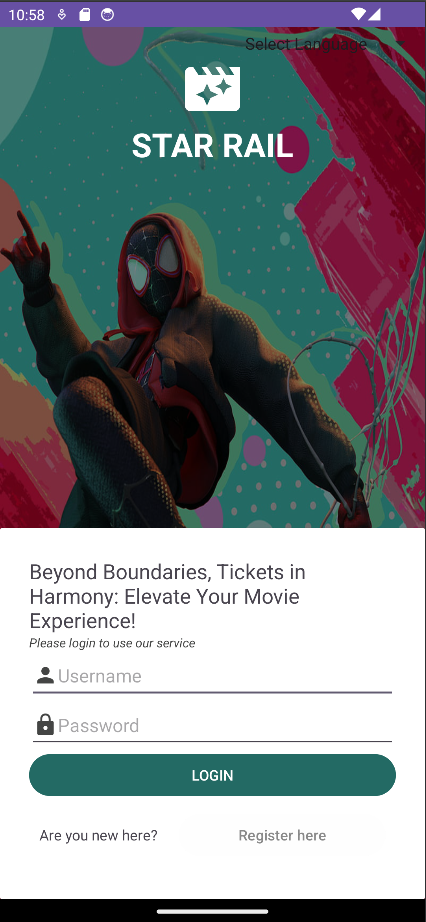 10:58
Select Language
STAR RAIL
Beyond Boundaries, Tickets in
Harmony: Elevate Your Movie
Experience!
Please login to use our service
Username
Password
LOGIN
Are you new here? Register here